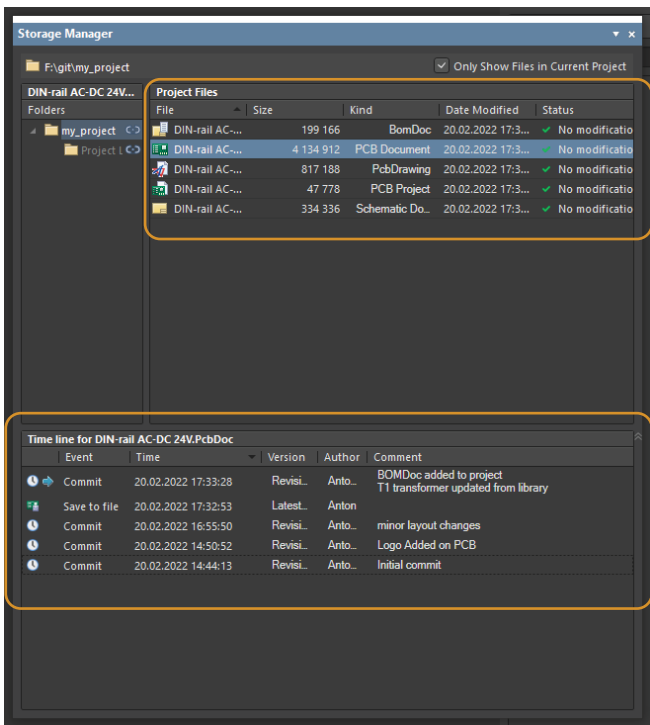 Storage Manager
F:\git\my_project
Only Show Files in Current Project
DIN-rail AC-DC 24V...
Project Files
Folders
File Size Kind Date Modified Status
my_project
Project L
DIN-rail AC-... 199 166 BomDoc 20.02.2022 17:3... No modificatio
DIN-rail AC-... 4 134 912 PCB Document 20.02.2022 17:3... No modificatio
DIN-rail AC-... 817 188 PcbDrawing 20.02.2022 17:3... No modificatio
DIN-rail AC-... 47 778 PCB Project 20.02.2022 17:3... No modificatio
DIN-rail AC-... 334 336 Schematic Do... 20.02.2022 17:3... No modificatio
Time line for DIN-rail AC-DC 24V.PcbDoc
Event Time Version Author Comment
Commit 20.02.2022 17:33:28 Revisi... Anto... BOMDoc added to project
T1 transformer updated from library
Save to file 20.02.2022 17:32:53 Latest... Anton
Commit 20.02.2022 16:55:50 Revisi... Anto... minor layout changes
Commit 20.02.2022 14:50:52 Revisi... Anto... Logo Added on PCB
Commit 20.02.2022 14:44:13 Revisi... Anto... Initial commit